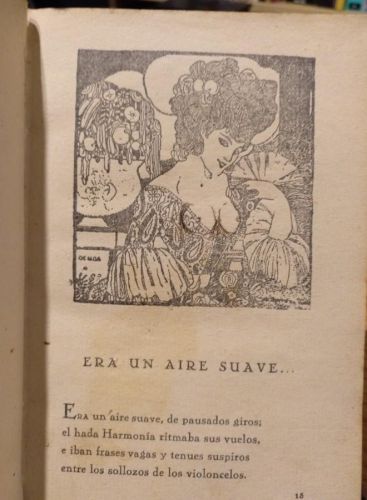 OCHOA
ERA UN AIRE SUAVE...
ERA un aire suave, de pausados giros;
el hada Harmonía ritmaba sus vuelos,
e iban frases vagas y tenues suspiros
entre los sollozos de los violoncelos.
15